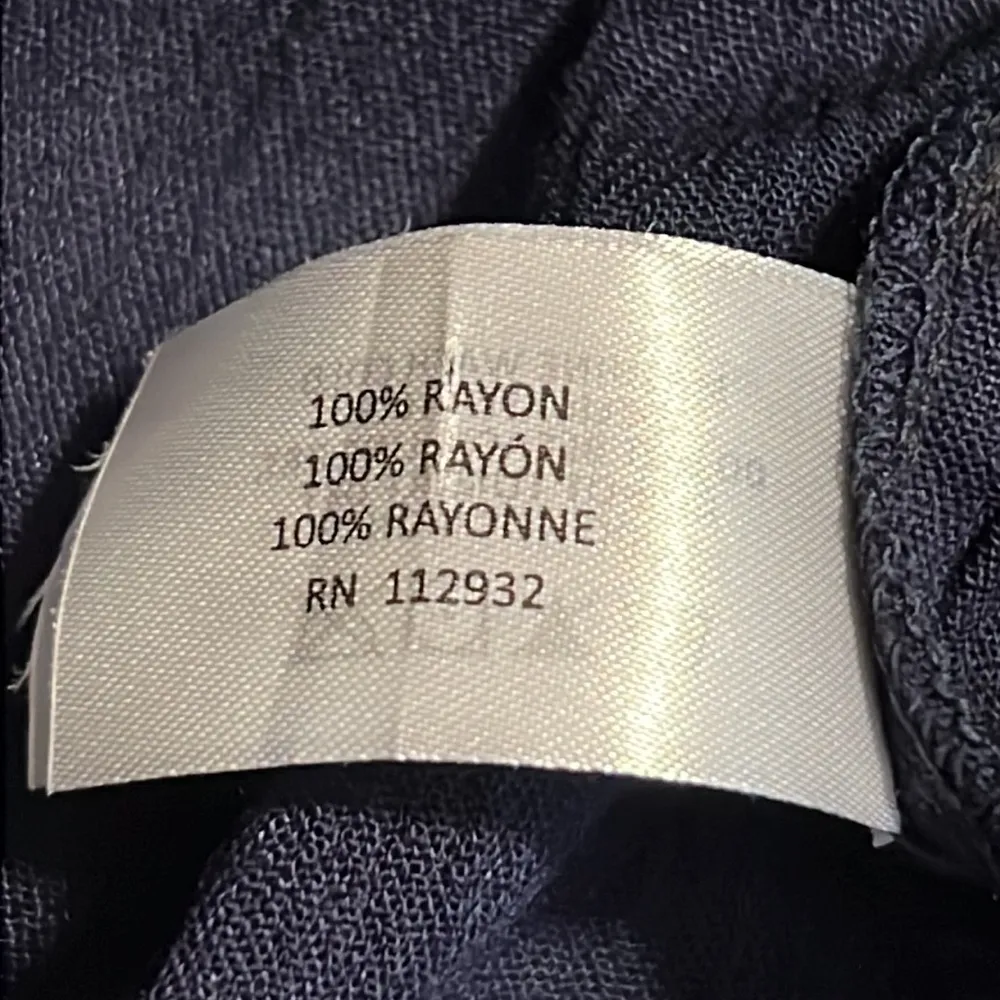 100% RAYON
100% RAYÓN
100% RAYONNE
RN 112932